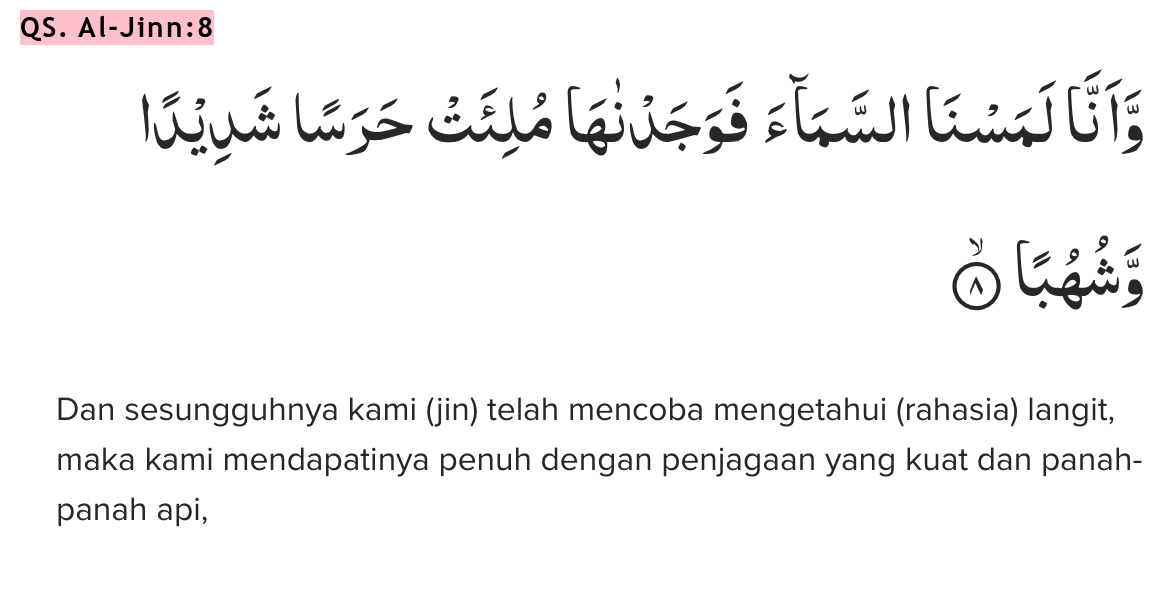 QS. Al-Jinn:8
وَّاَنَّا لَمَسْنَا السَّمَاۤءَ فَوَجَدْنٰهَا مُلِئَتْ حَرَسًا شَدِيْدًا
وَّشُهُبًاۙ ٨
Dan sesungguhnya kami (jin) telah mencoba mengetahui (rahasia) langit,
maka kami mendapatinya penuh dengan penjagaan yang kuat dan panah-
panah api,